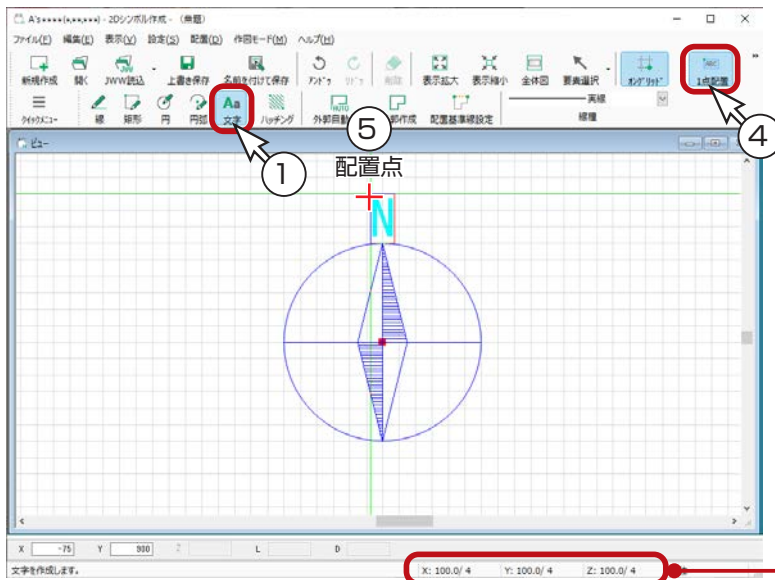 A's★★★★(★,★★,★★★) - 2Dシンボル作成 - （無題）
ファイル(F) 編集(E) 表示(V) 設定(S) 配置(D) 作図モード(M) ヘルプ(H)
新規作成 開く JWW読込 上書き保存 名前を付けて保存 ｱﾝﾄﾞｩ ﾘﾄﾞｩ 削除 表示拡大 表示縮小 全体図 要素選択 ｵﾝｸﾞﾘｯﾄﾞ 1点配置
ｸｲｯｸﾒﾆｭｰ 線 矩形 円 円弧 文字 ハッチング 外郭自動 郭作成 配置基準線設定 実線
線種
ビュー
① ⑤ ④
配置点
N
X -75 Y 900 Z L D
文字を作成します。 X: 100.0/ 4 Y: 100.0/ 4 Z: 100.0/ 4